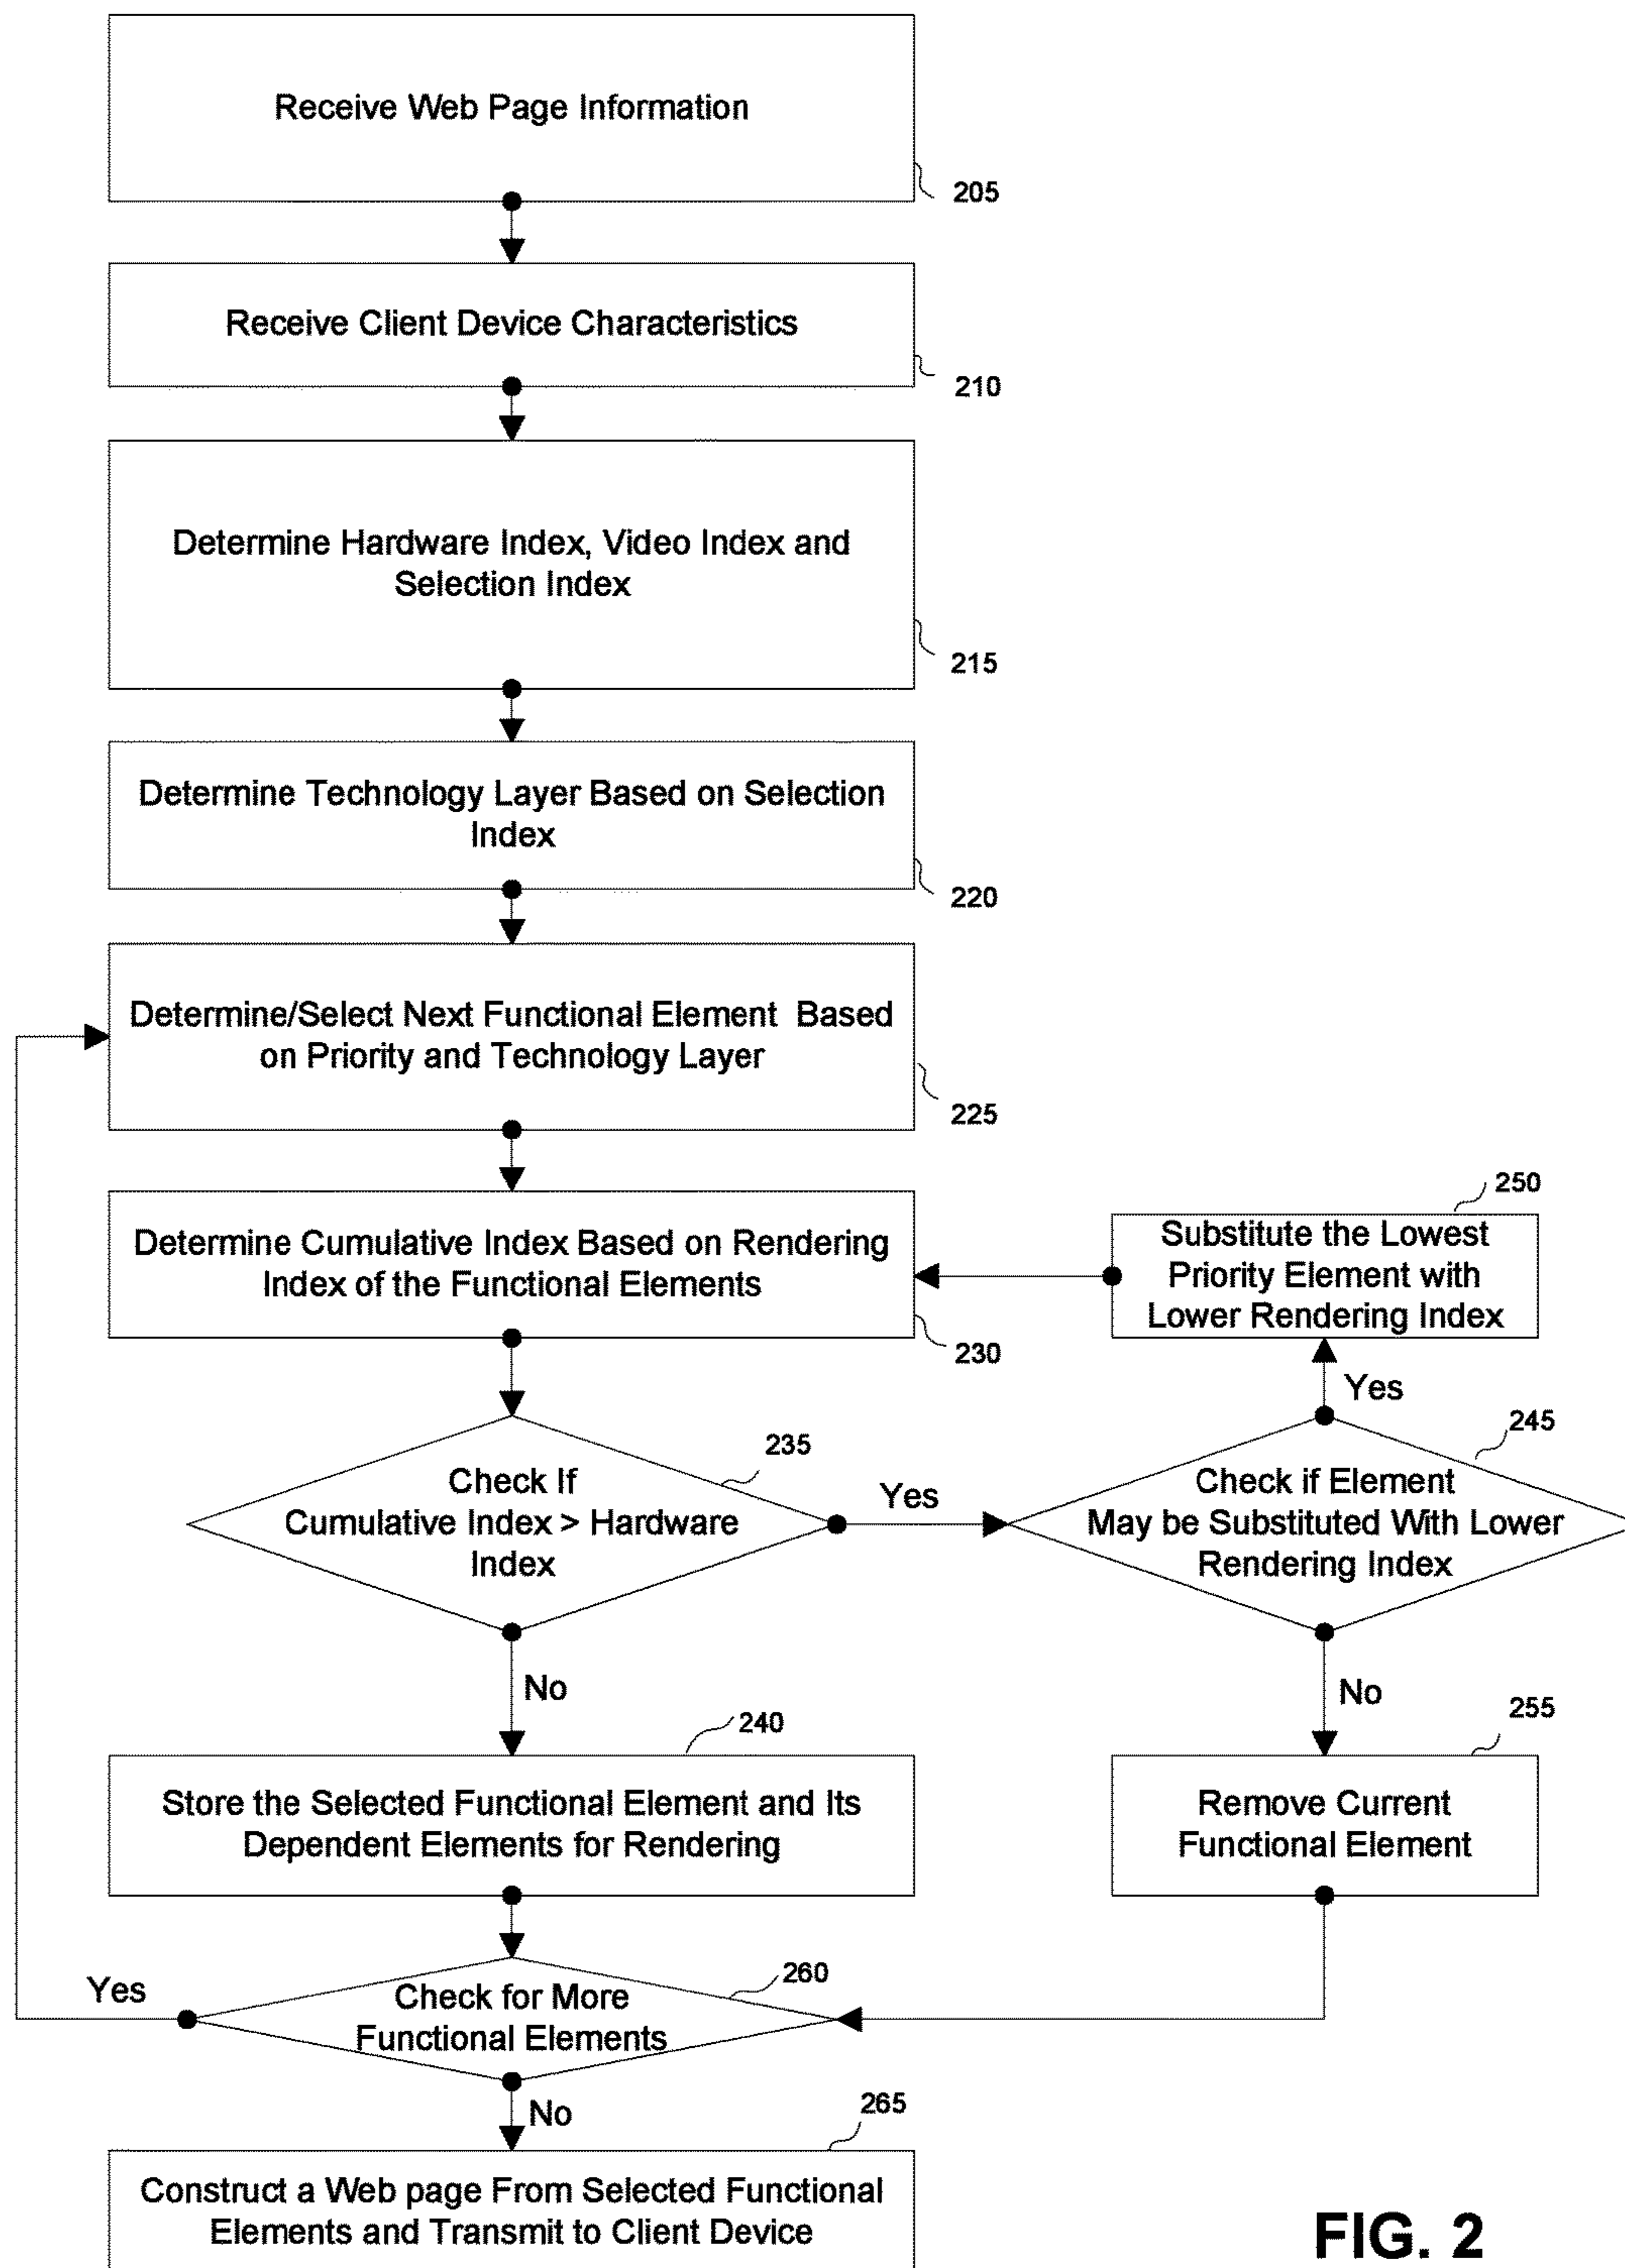 Receive Web Page Information
205
Receive Client Device Characteristics
210
Determine Hardware Index, Video Index and
Selection Index
215
Determine Technology Layer Based on Selection
Index
220
Determine/Select Next Functional Element Based
on Priority and Technology Layer
225
Determine Cumulative Index Based on Rendering
Index of the Functional Elements
230
250
Substitute the Lowest
Priority Element with
Lower Rendering Index
Yes
235
Check If
Cumulative Index > Hardware
Index
Yes
245
Check if Element
May be Substituted With Lower
Rendering Index
No
No
240
Store the Selected Functional Element and Its
Dependent Elements for Rendering
255
Remove Current
Functional Element
Yes
260
Check for More
Functional Elements
No
265
Construct a Web page From Selected Functional
Elements and Transmit to Client Device
FIG. 2